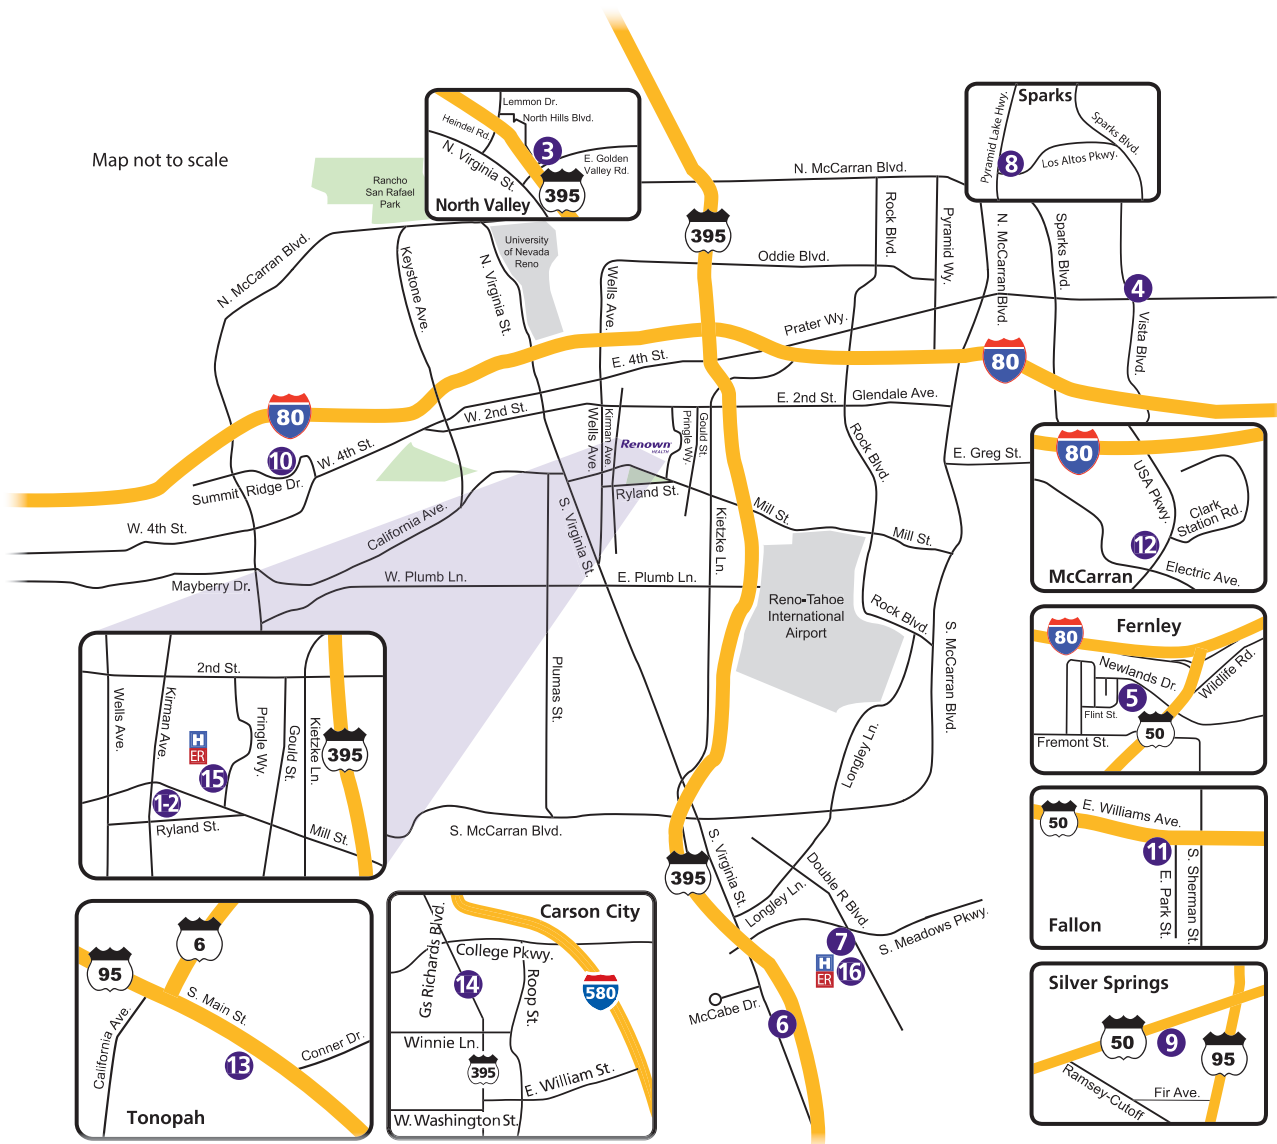 Map not to scale
Rancho
San Rafael
Park
Lemmon Dr.
North Hills Blvd.
Heindel Rd.
N. Virginia St.
E. Golden
Valley Rd.
3
395
North Valley
Sparks
Pyramid Lake Hwy.
Sparks Blvd.
Los Altos Pkwy.
8
N. McCarran Blvd.
395
Rock Blvd.
Pyramid Wy.
N. McCarran Blvd.
Sparks Blvd.
4
Vista Blvd.
N. McCarran Blvd.
Keystone Ave.
N. Virginia St.
University
of Nevada
Reno
Wells Ave.
Oddie Blvd.
Prater Wy.
E. 4th St.
80
80
E. 2nd St.
Glendale Ave.
W. 2nd St.
W. 4th St.
10
Summit Ridge Dr.
W. 4th St.
Wells Ave.
Kirman Ave.
Renown
HEALTH
Pringle Wy.
Gould St.
Ryland St.
Rock Blvd.
E. Greg St.
California Ave.
S. Virginia St.
Kietzke Ln.
Mill St.
Mill St.
Mayberry Dr.
W. Plumb Ln.
E. Plumb Ln.
Reno-Tahoe
International
Airport
Rock Blvd.
S. McCarran Blvd.
Plumas St.
Longley Ln.
S. McCarran Blvd.
395
S. Virginia St.
Double R Blvd.
Longley Ln.
S. Meadows Pkwy.
7
H
ER
16
McCabe Dr.
6
80
USA Pkwy.
Clark
Station Rd.
12
McCarran
Electric Ave.
Fernley
80
Newlands Dr.
Wildlife Rd.
5
Flint St.
50
Fremont St.
50
E. Williams Ave.
11
E. Park St.
S. Sherman St.
Fallon
Silver Springs
50
9
95
Ramsey-Cutoff
Fir Ave.
2nd St.
Wells Ave.
Kirman Ave.
Pringle Wy.
Gould St.
Kietzke Ln.
395
H
ER
15
1-2
Ryland St.
Mill St.
6
95
S. Main St.
California Ave.
Conner Dr.
13
Tonopah
Carson City
Gs Richards Blvd.
College Pkwy.
14
Roop St.
580
Winnie Ln.
395
E. William St.
W. Washington St.